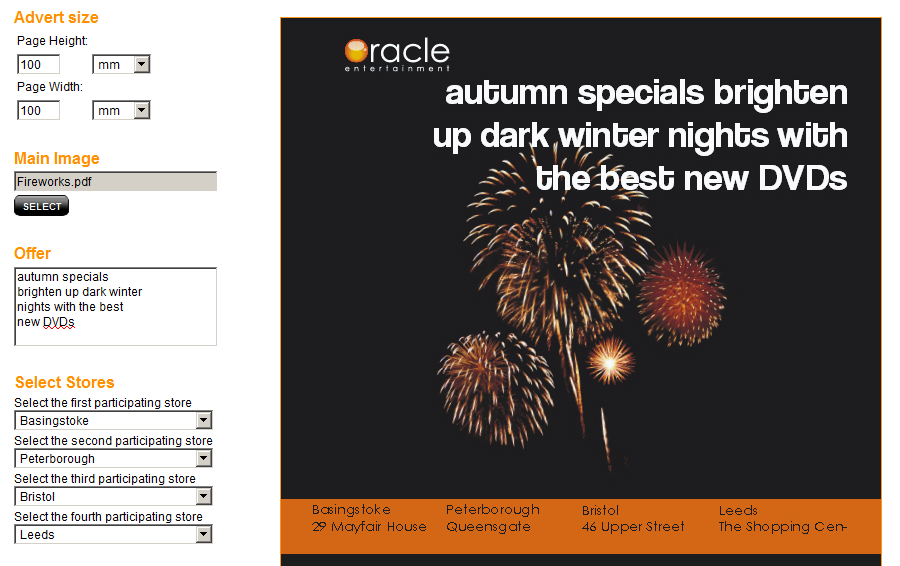 Advert size
Page Height:
100 mm
Page Width:
100 mm
Main Image
Fireworks.pdf
SELECT
Offer
autumn specials
brighten up dark winter
nights with the best
new DVDs
Select Stores
Select the first participating store
Basingstoke
Select the second participating store
Peterborough
Select the third participating store
Bristol
Select the fourth participating store
Leeds
Oracle
entertainment
autumn specials brighten
up dark winter nights with
the best new DVDs
Basingstoke
29 Mayfair House
Peterborough
Queensgate
Bristol
46 Upper Street
Leeds
The Shopping Cen-